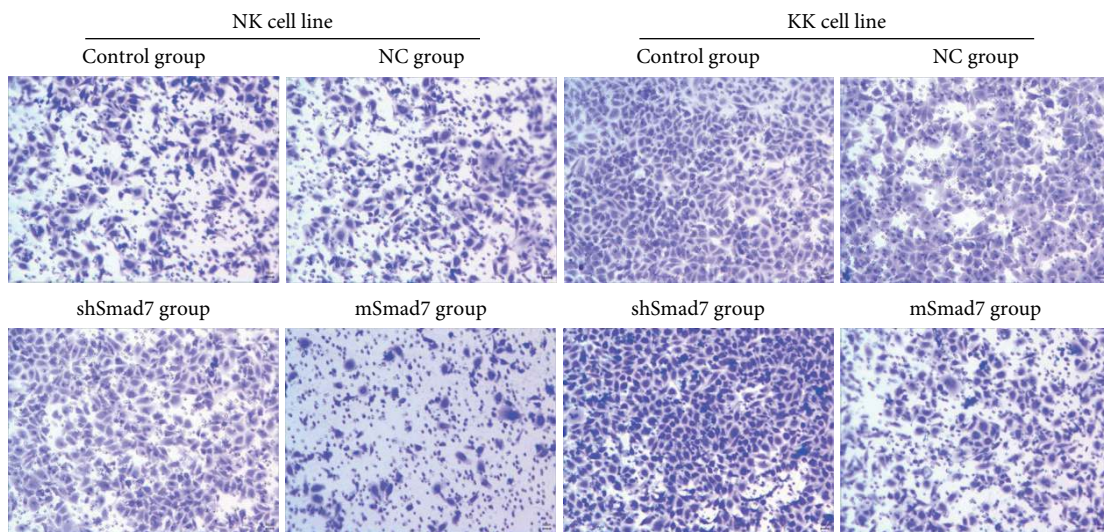 NK cell line
KK cell line
Control group
NC group
Control group
NC group
shSmad7 group
mSmad7 group
shSmad7 group
mSmad7 group